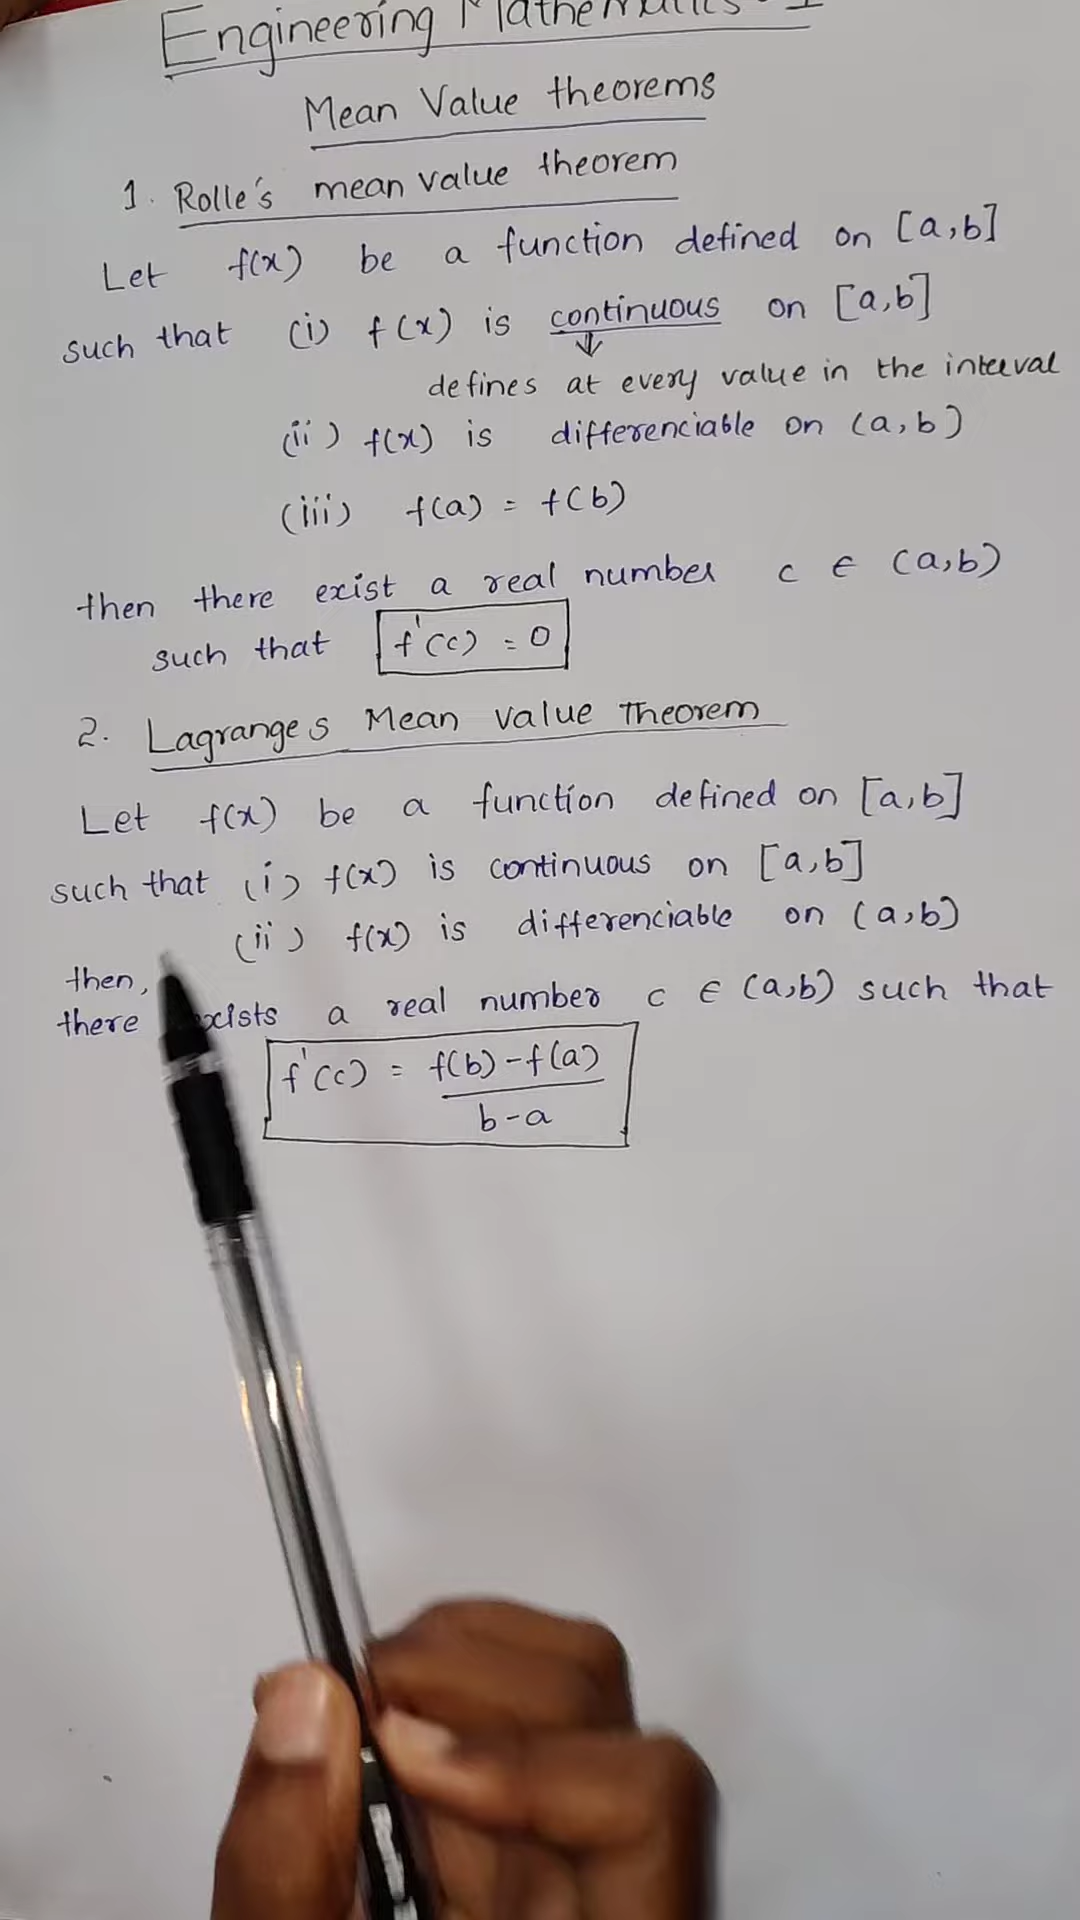 Engineering Mathematics - I
Mean Value theorems
1. Rolle's mean value theorem
Let f(x) be a function defined on [a,b]
such that (i) f(x) is continuous on [a,b]
defines at every value in the interval
(ii) f(x) is differenciable on (a,b)
(iii) f(a) = f(b)
then there exist a real number c ∈ (a,b)
such that f'(c) = 0
2. Lagranges Mean value Theorem
Let f(x) be a function defined on [a,b]
such that (i) f(x) is continuous on [a,b]
(ii) f(x) is differenciable on (a,b)
then,
there exists a real number c ∈ (a,b) such that
f'(c) = f(b)-f(a)
b-a